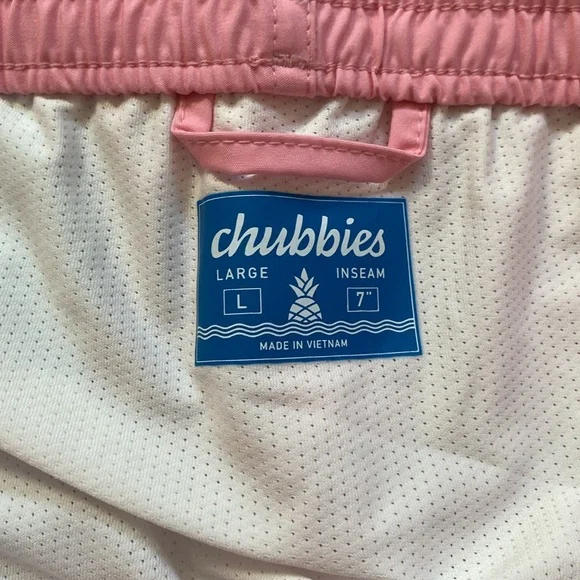 chubbies
LARGE INSEAM
L 7"
MADE IN VIETNAM